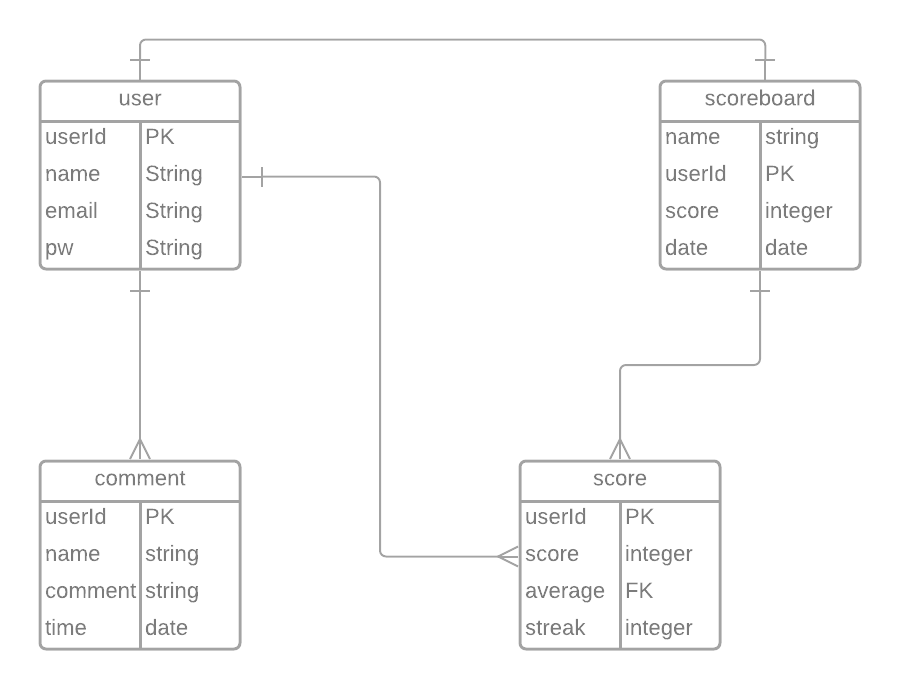 user
userId PK
name String
email String
pw String
scoreboard
name string
userId PK
score integer
date date
comment
userId PK
name string
comment string
time date
score
userId PK
score integer
average FK
streak integer